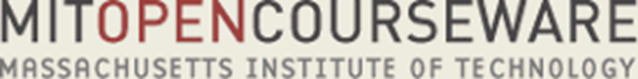 MITOPENCOURSEWARE
MASSACHUSETTS INSTITUTE OF TECHNOLOGY